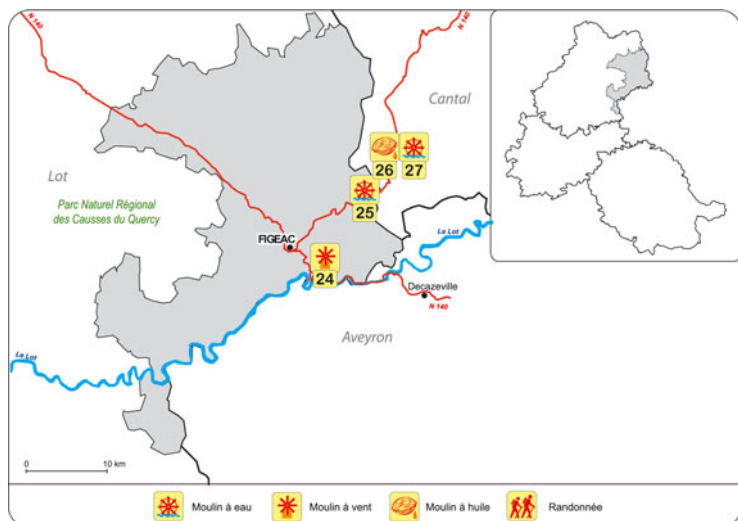 N 140
N 140
Cantal
26
27
Lot
25
Parc Naturel Régional
des Causses du Quercy
FIGEAC
Le Lot
24
Decazeville
N 140
Aveyron
Le Lot
0
10 km
Moulin à eau
Moulin à vent
Moulin à huile
Randonnée